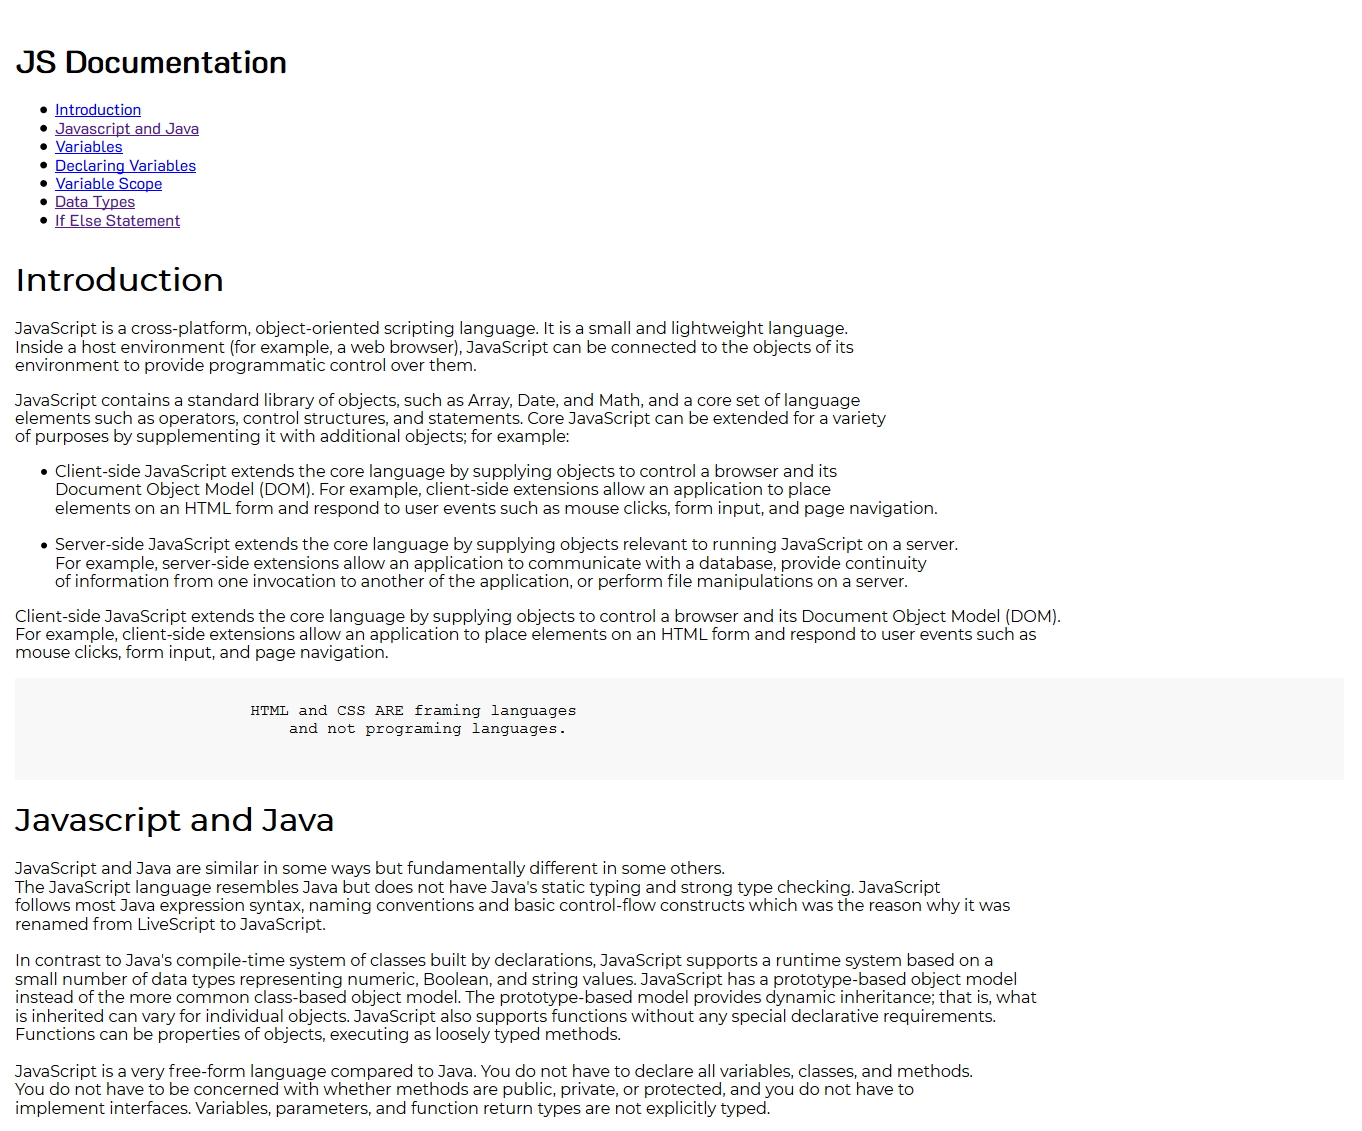 JS Documentation
Introduction
Javascript and Java
Variables
Declaring Variables
Variable Scope
Data Types
If Else Statement
Introduction
JavaScript is a cross-platform, object-oriented scripting language. It is a small and lightweight language.
Inside a host environment (for example, a web browser), JavaScript can be connected to the objects of its
environment to provide programmatic control over them.
JavaScript contains a standard library of objects, such as Array, Date, and Math, and a core set of language
elements such as operators, control structures, and statements. Core JavaScript can be extended for a variety
of purposes by supplementing it with additional objects; for example:
Client-side JavaScript extends the core language by supplying objects to control a browser and its
Document Object Model (DOM). For example, client-side extensions allow an application to place
elements on an HTML form and respond to user events such as mouse clicks, form input, and page navigation.
Server-side JavaScript extends the core language by supplying objects relevant to running JavaScript on a server.
For example, server-side extensions allow an application to communicate with a database, provide continuity
of information from one invocation to another of the application, or perform file manipulations on a server.
Client-side JavaScript extends the core language by supplying objects to control a browser and its Document Object Model (DOM).
For example, client-side extensions allow an application to place elements on an HTML form and respond to user events such as
mouse clicks, form input, and page navigation.
HTML and CSS ARE framing languages
and not programing languages.
Javascript and Java
JavaScript and Java are similar in some ways but fundamentally different in some others.
The JavaScript language resembles Java but does not have Java's static typing and strong type checking. JavaScript
follows most Java expression syntax, naming conventions and basic control-flow constructs which was the reason why it was
renamed from LiveScript to JavaScript.
In contrast to Java's compile-time system of classes built by declarations, JavaScript supports a runtime system based on a
small number of data types representing numeric, Boolean, and string values. JavaScript has a prototype-based object model
instead of the more common class-based object model. The prototype-based model provides dynamic inheritance; that is, what
is inherited can vary for individual objects. JavaScript also supports functions without any special declarative requirements.
Functions can be properties of objects, executing as loosely typed methods.
JavaScript is a very free-form language compared to Java. You do not have to declare all variables, classes, and methods.
You do not have to be concerned with whether methods are public, private, or protected, and you do not have to
implement interfaces. Variables, parameters, and function return types are not explicitly typed.